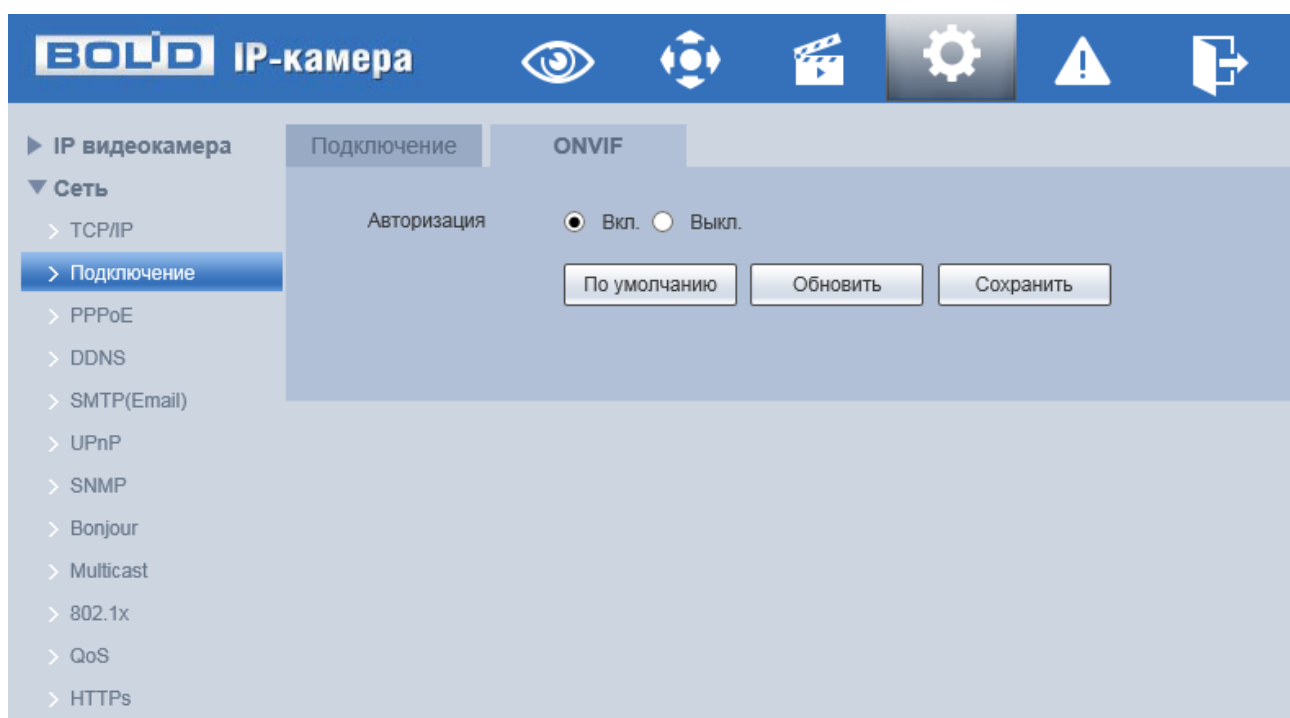 BOLID IP-камера
IP видеокамера
Сеть
TCP/IP
Подключение
PPPoE
DDNS
SMTP(Email)
UPnP
SNMP
Bonjour
Multicast
802.1x
QoS
HTTPs
Подключение ONVIF
Авторизация Вкл. Выкл.
По умолчанию Обновить Сохранить